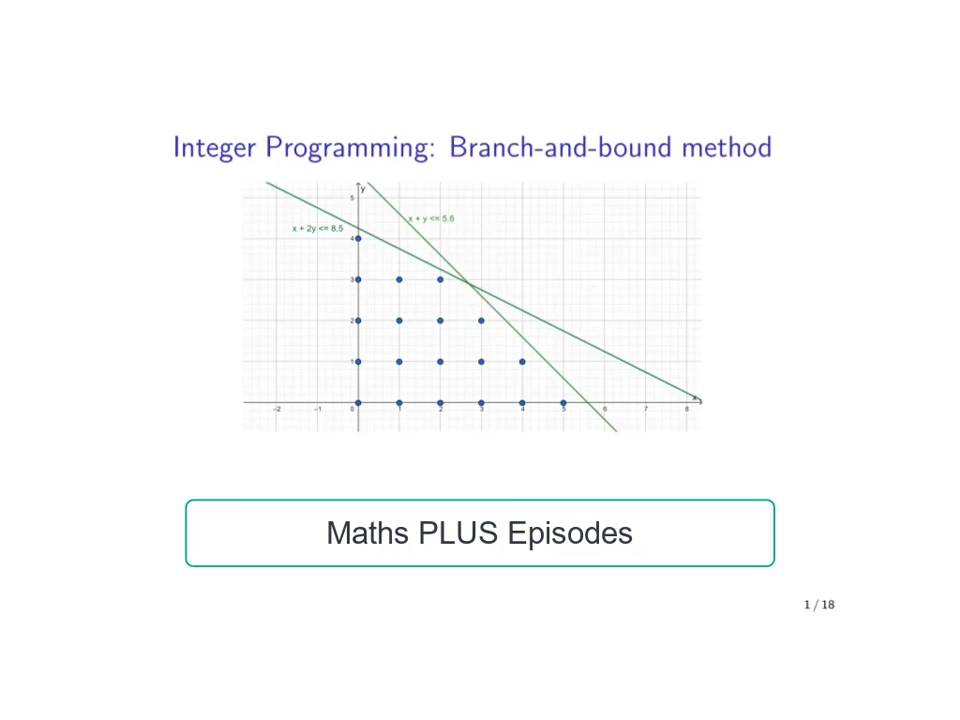 Integer Programming: Branch-and-bound method
y
5
x + y <= 5.6
x + 2y <= 8.5
4
3
2
1
x
-2 -1 0 1 2 3 4 5 6 7 8
Maths PLUS Episodes
1 / 18